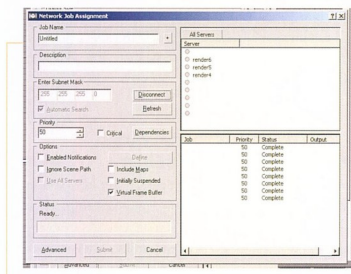 Network Job Assignment
Job Name
Untitled
Description
Enter Subnet Mask
255 255 255 0
Disconnect
Automatic Search
Refresh
Priority
50
Critical
Dependencies
Options
Enabled Notifications
Define
Ignore Scene Path
Include Maps
Use All Servers
Initially Suspended
Virtual Frame Buffer
Status
Ready...
Advanced
Submit
Cancel
All Servers
Server
render6
render5
render4
Job Priority Status Output
50 Complete
50 Complete
50 Complete
50 Complete
50 Complete
50 Complete
50 Complete
Advanced Submit Cancel